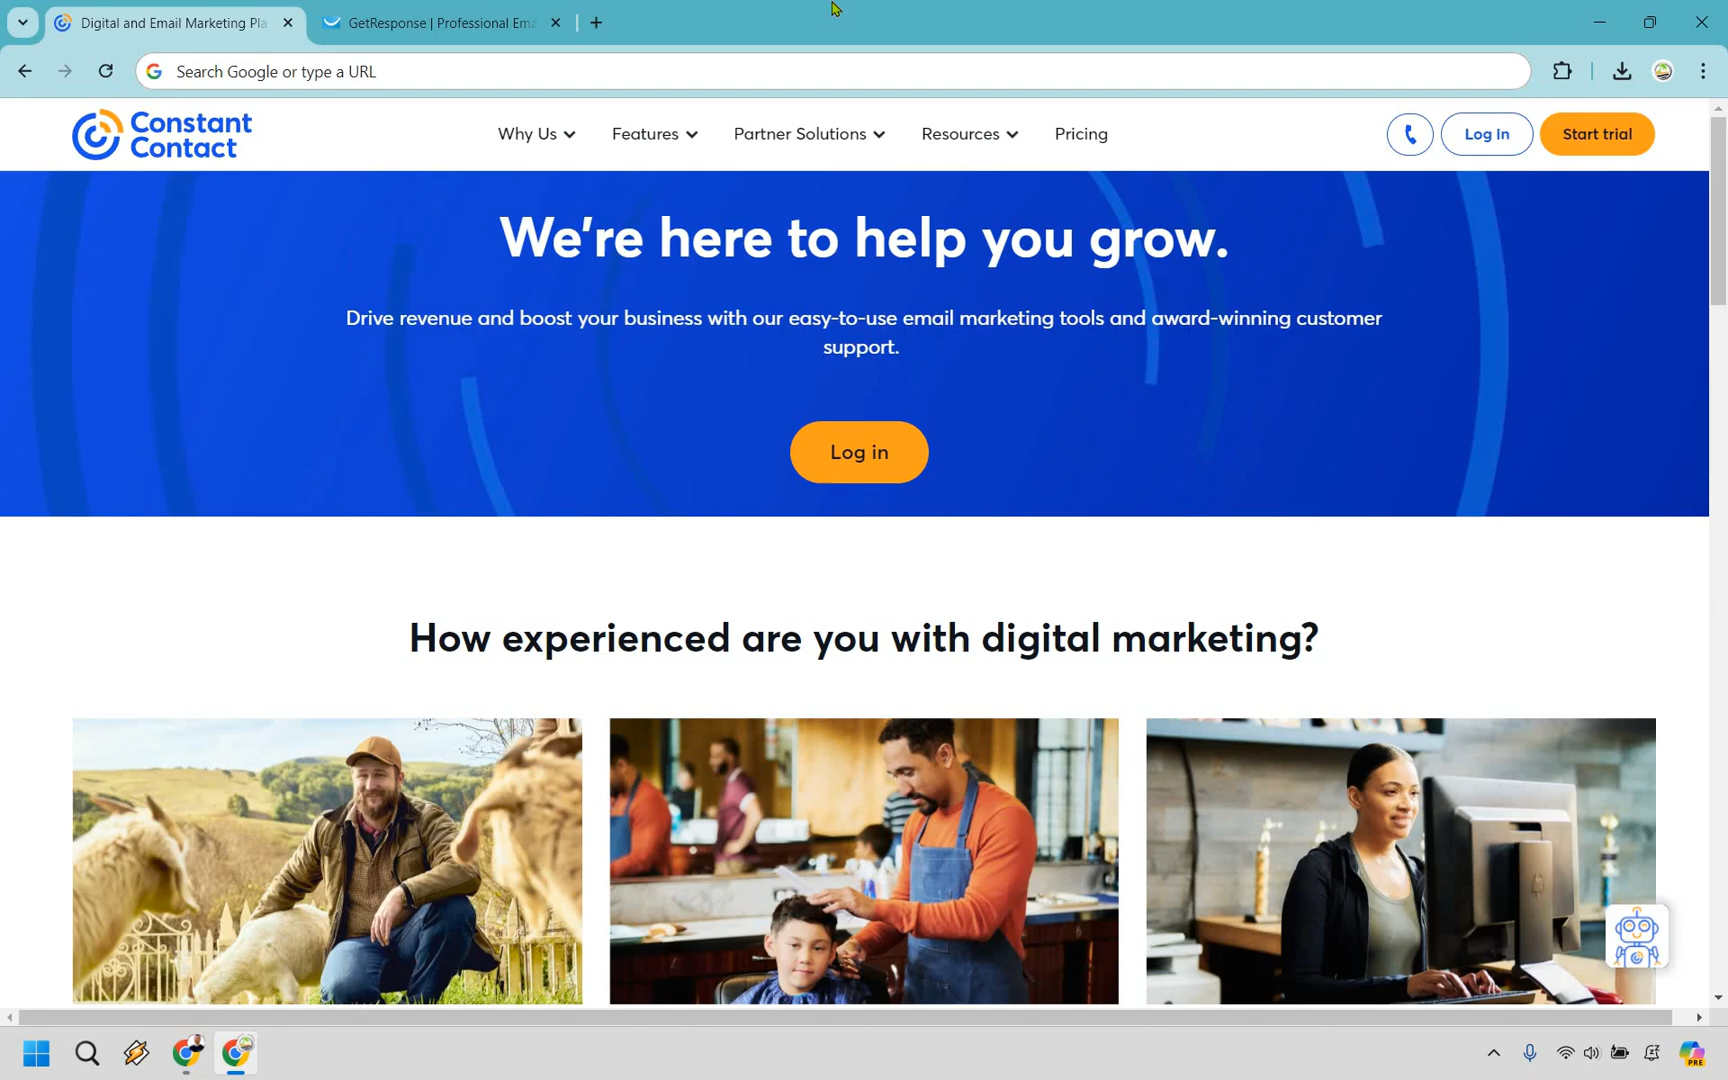 Digital and Email Marketing Pla
GetResponse | Professional Ema
Search Google or type a URL
Constant
Contact
Why Us
Features
Partner Solutions
Resources
Pricing
Log In
Start trial
We're here to help you grow.
Drive revenue and boost your business with our easy-to-use email marketing tools and award-winning customer
support.
Log in
How experienced are you with digital marketing?
PRE